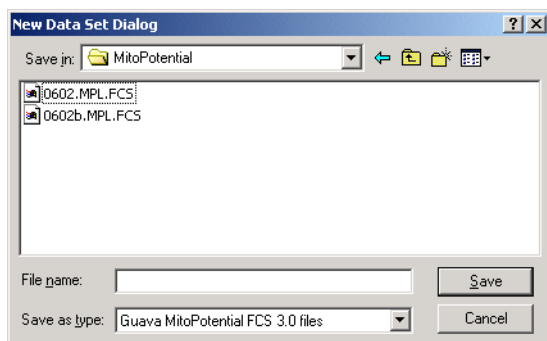 New Data Set Dialog
Save in: MitoPotential
0602.MPL.FCS
0602b.MPL.FCS
File name: Save
Save as type: Guava MitoPotential FCS 3.0 files Cancel